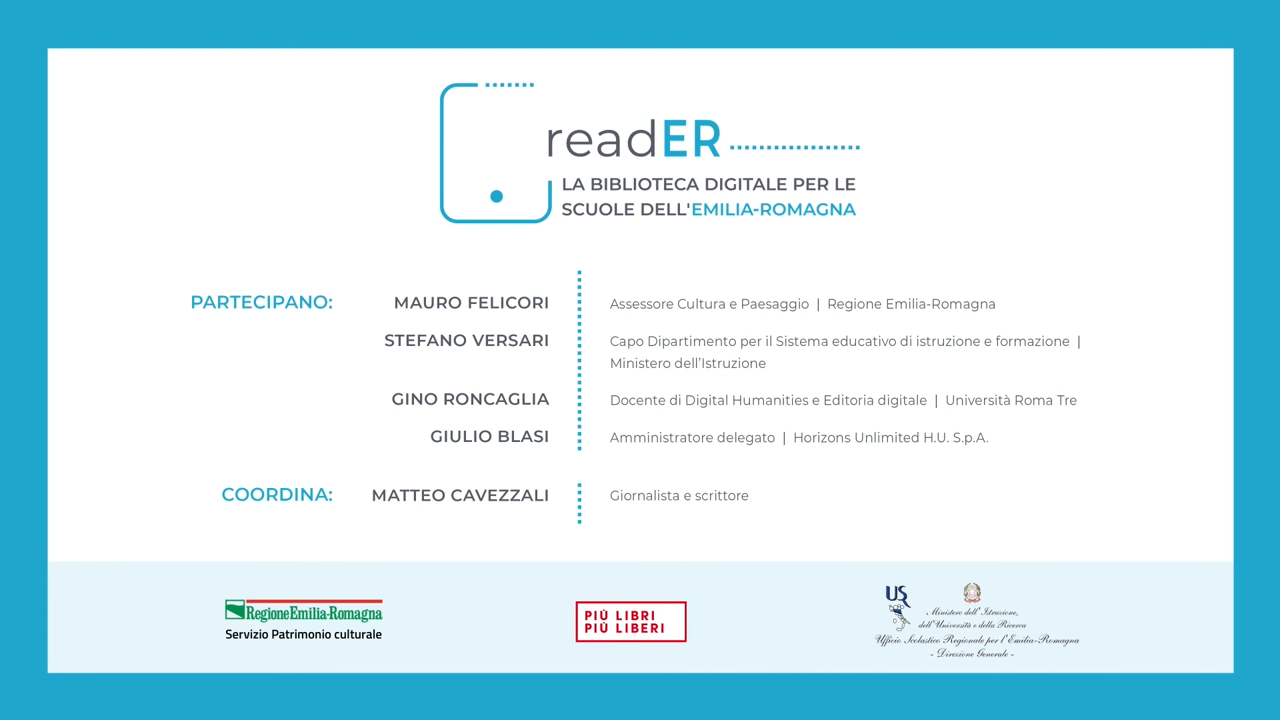 readER
LA BIBLIOTECA DIGITALE PER LE
SCUOLE DELL'EMILIA-ROMAGNA
PARTECIPANO: MAURO FELICORI Assessore Cultura e Paesaggio | Regione Emilia-Romagna
STEFANO VERSARI Capo Dipartimento per il Sistema educativo di istruzione e formazione |
Ministero dell'Istruzione
GINO RONCAGLIA Docente di Digital Humanities e Editoria digitale | Università Roma Tre
GIULIO BLASI Amministratore delegato | Horizons Unlimited H.U. S.p.A.
COORDINA: MATTEO CAVEZZALI Giornalista e scrittore
RegioneEmilia-Romagna
Servizio Patrimonio culturale
PIÙ LIBRI
PIÙ LIBERI
USR
Ministero dell'Istruzione,
dell'Università e della Ricerca
Ufficio Scolastico Regionale per l'Emilia-Romagna
- Direzione Generale -